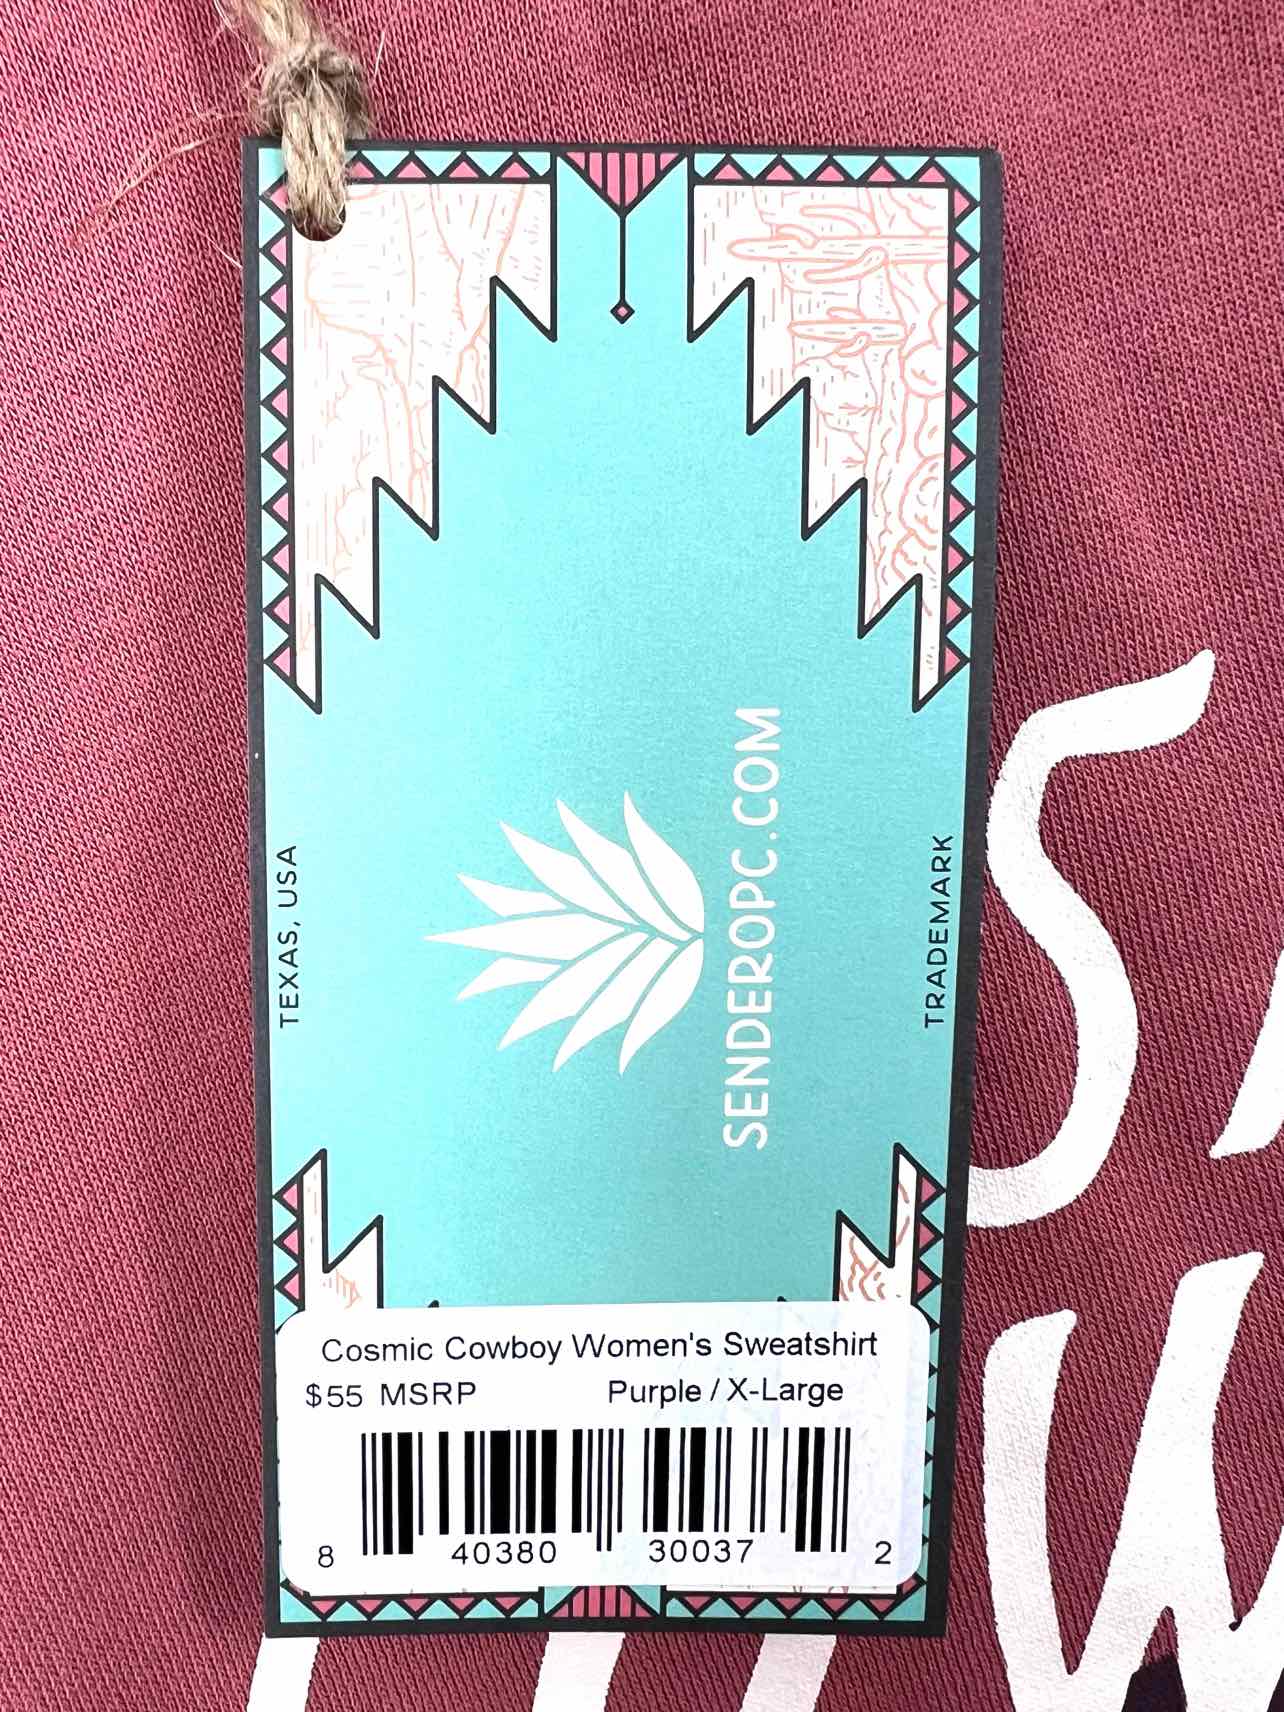 TEXAS, USA
SENDEROPC.COM
TRADEMARK
Cosmic Cowboy Women's Sweatshirt
$55 MSRP Purple / X-Large
8 40380 30037 2